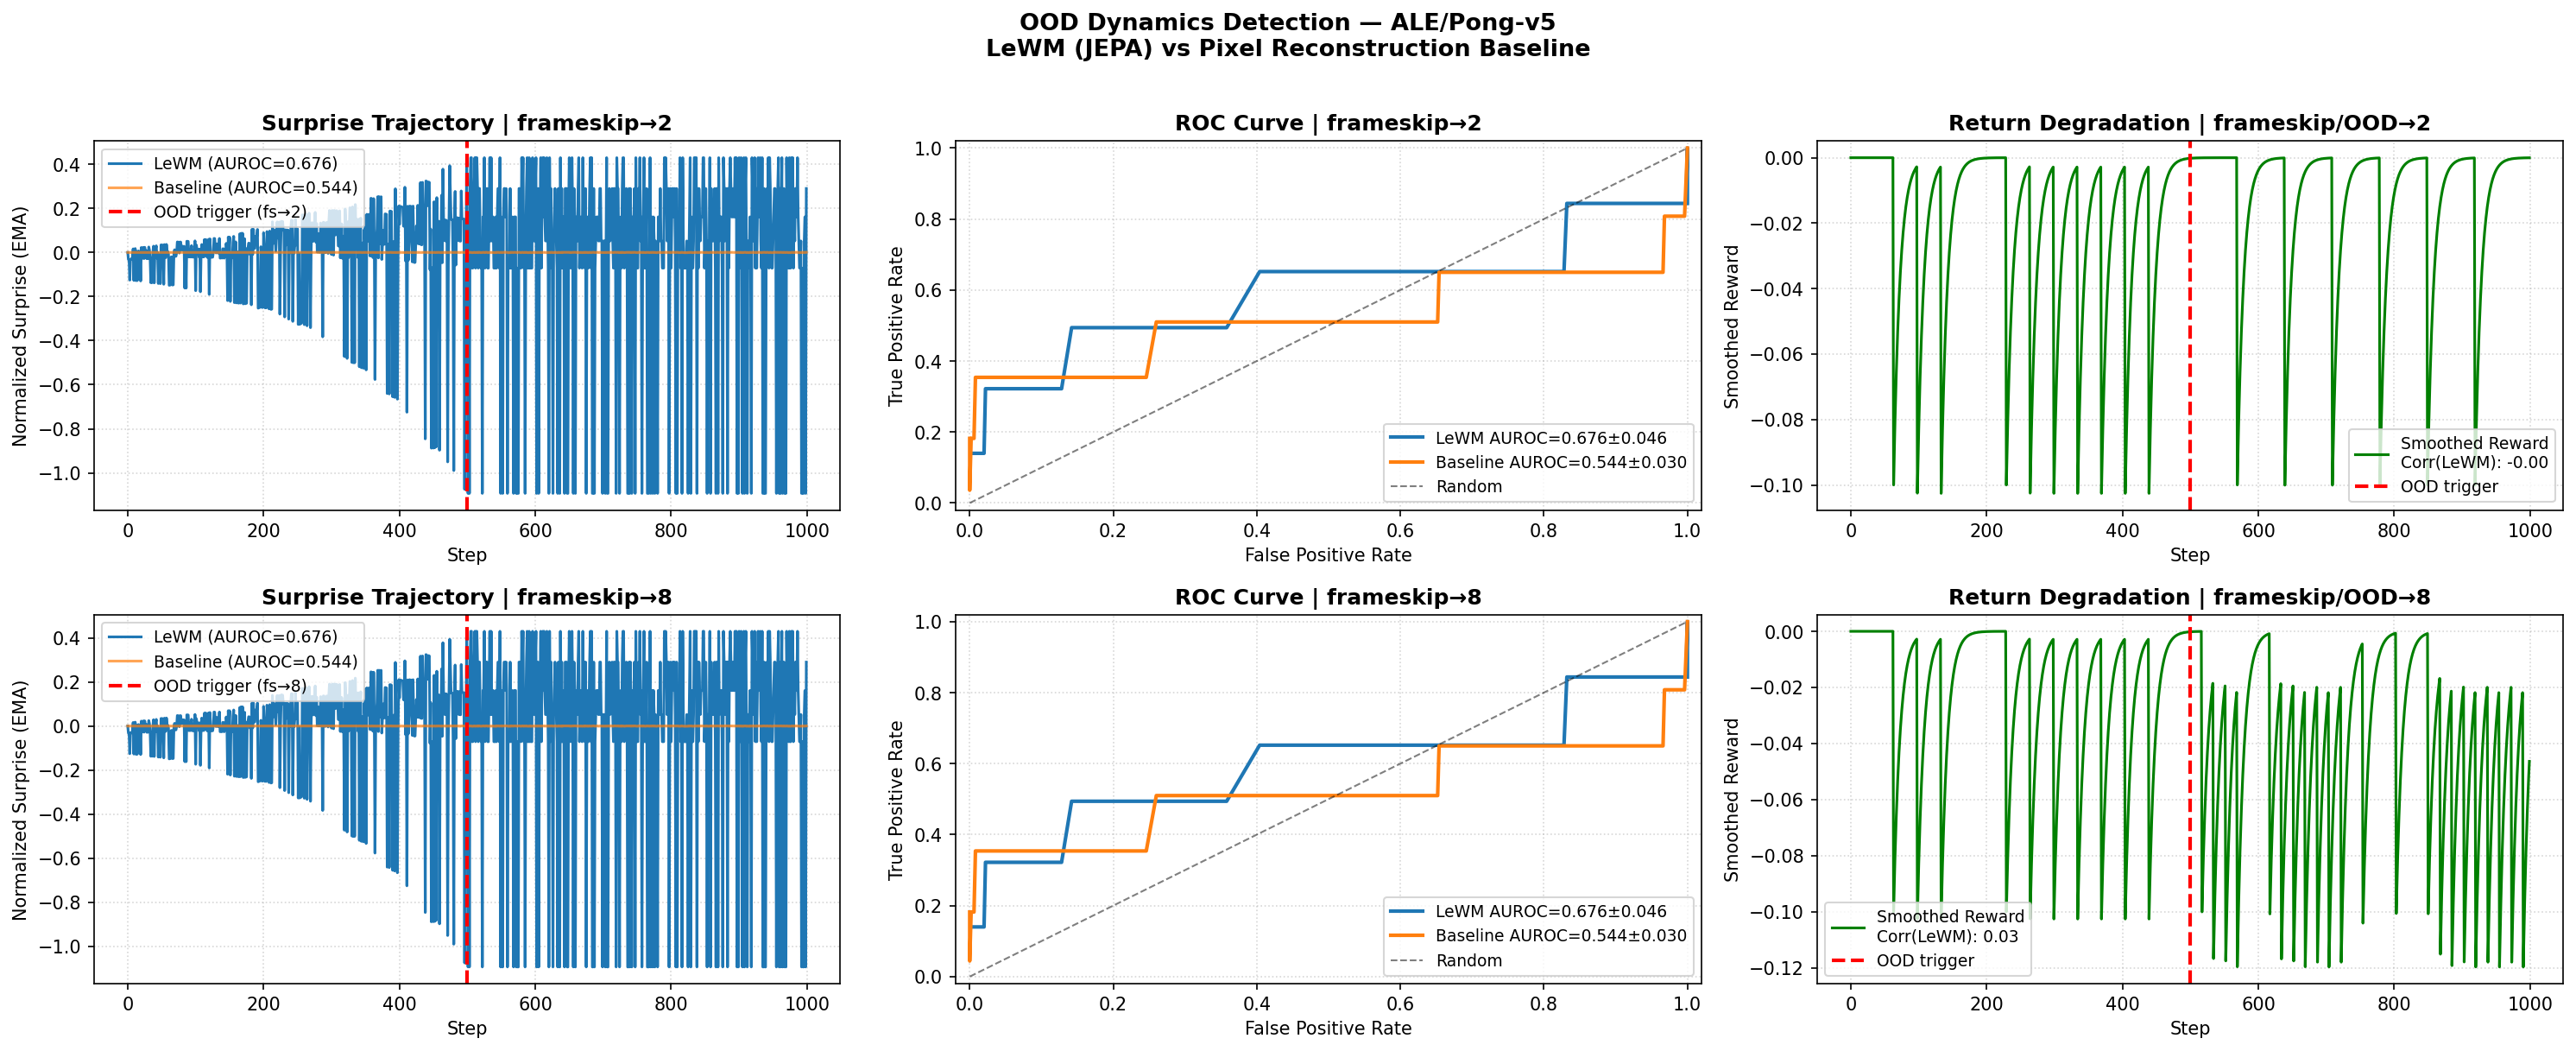 OOD Dynamics Detection — ALE/Pong-v5
LeWM (JEPA) vs Pixel Reconstruction Baseline
Surprise Trajectory | frameskip→2
Normalized Surprise (EMA)
0.4
0.2
0.0
−0.2
−0.4
−0.6
−0.8
−1.0
LeWM (AUROC=0.676)
Baseline (AUROC=0.544)
OOD trigger (fs→2)
0 200 400 600 800 1000
Step
ROC Curve | frameskip→2
True Positive Rate
1.0
0.8
0.6
0.4
0.2
0.0
LeWM AUROC=0.676±0.046
Baseline AUROC=0.544±0.030
Random
0.0 0.2 0.4 0.6 0.8 1.0
False Positive Rate
Return Degradation | frameskip/OOD→2
Smoothed Reward
0.00
−0.02
−0.04
−0.06
−0.08
−0.10
Smoothed Reward
Corr(LeWM): -0.00
OOD trigger
0 200 400 600 800 1000
Step
Surprise Trajectory | frameskip→8
Normalized Surprise (EMA)
0.4
0.2
0.0
−0.2
−0.4
−0.6
−0.8
−1.0
LeWM (AUROC=0.676)
Baseline (AUROC=0.544)
OOD trigger (fs→8)
0 200 400 600 800 1000
Step
ROC Curve | frameskip→8
True Positive Rate
1.0
0.8
0.6
0.4
0.2
0.0
LeWM AUROC=0.676±0.046
Baseline AUROC=0.544±0.030
Random
0.0 0.2 0.4 0.6 0.8 1.0
False Positive Rate
Return Degradation | frameskip/OOD→8
Smoothed Reward
0.00
−0.02
−0.04
−0.06
−0.08
−0.10
−0.12
Smoothed Reward
Corr(LeWM): 0.03
OOD trigger
0 200 400 600 800 1000
Step